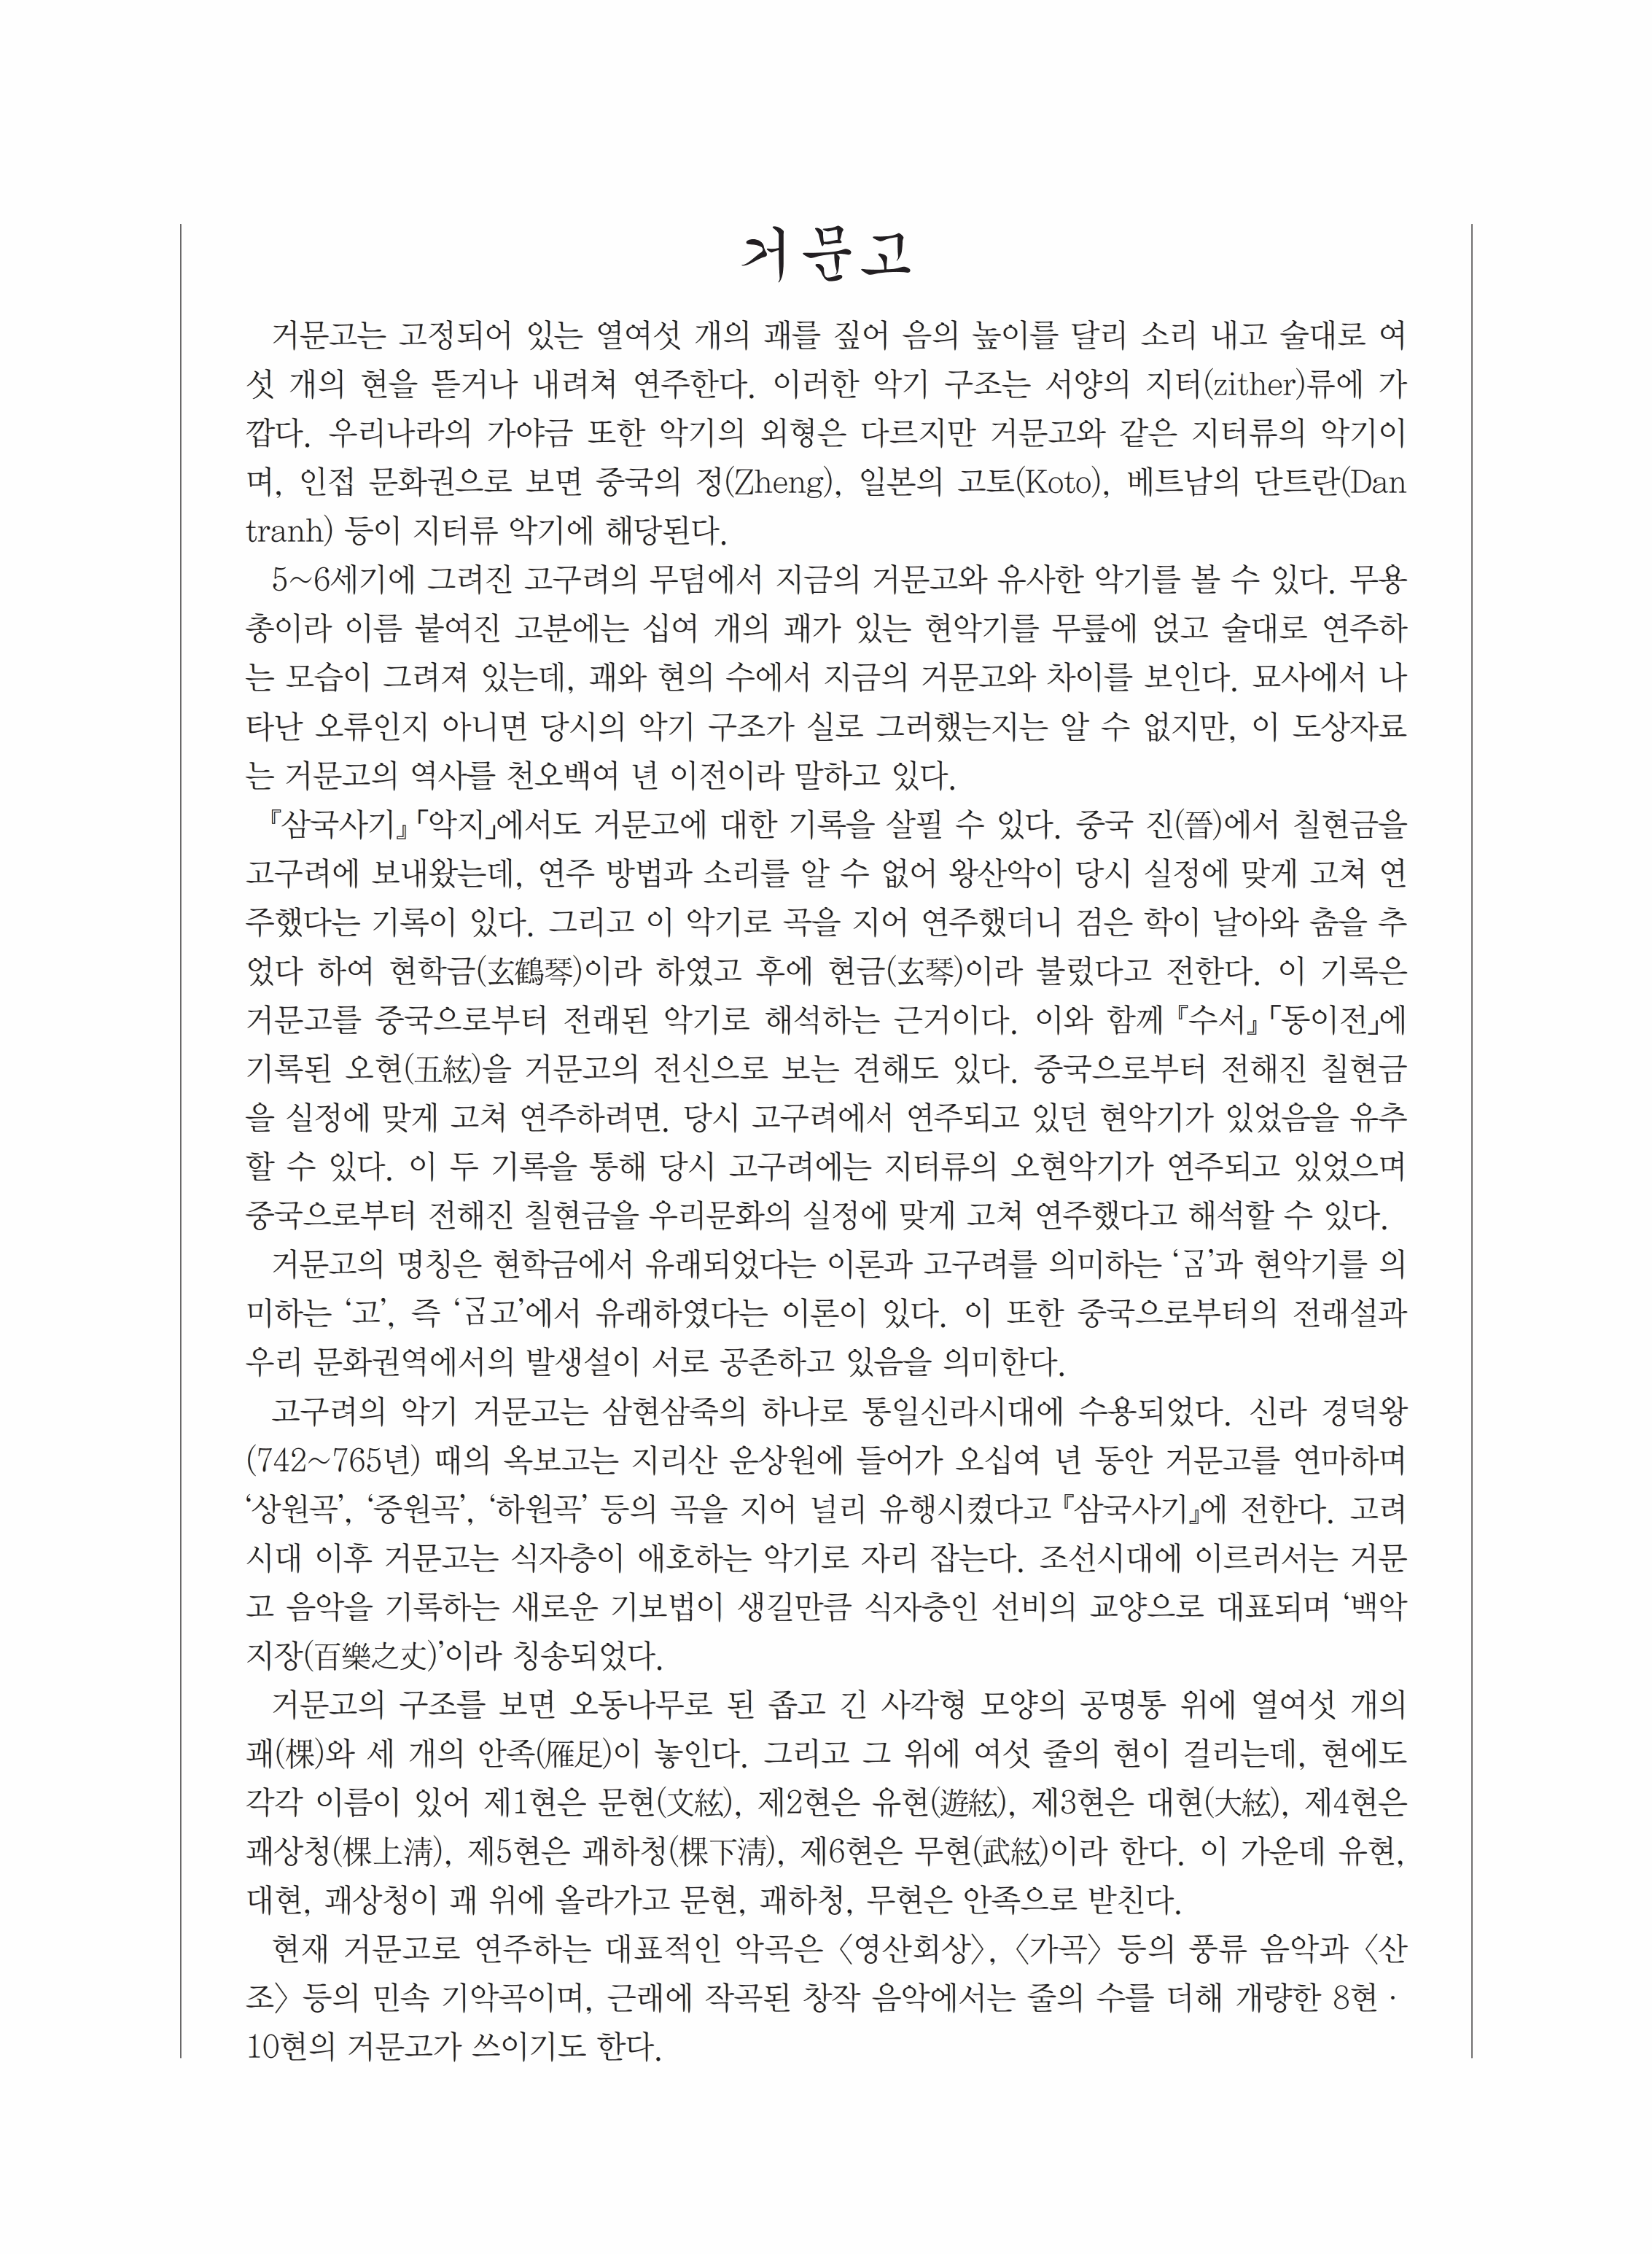 거문고
거문고는 고정되어 있는 열여섯 개의 괘를 짚어 음의 높이를 달리 소리 내고 술대로 여
섯 개의 현을 뜯거나 내려쳐 연주한다. 이러한 악기 구조는 서양의 지터(zither)류에 가
깝다. 우리나라의 가야금 또한 악기의 외형은 다르지만 거문고와 같은 지터류의 악기이
며, 인접 문화권으로 보면 중국의 정(Zheng), 일본의 고토(Koto), 베트남의 단트란(Dan
tranh) 등이 지터류 악기에 해당된다.
5~6세기에 그려진 고구려의 무덤에서 지금의 거문고와 유사한 악기를 볼 수 있다. 무용
총이라 이름 붙여진 고분에는 십여 개의 괘가 있는 현악기를 무릎에 얹고 술대로 연주하
는 모습이 그려져 있는데, 괘와 현의 수에서 지금의 거문고와 차이를 보인다. 묘사에서 나
타난 오류인지 아니면 당시의 악기 구조가 실로 그러했는지는 알 수 없지만, 이 도상자료
는 거문고의 역사를 천오백여 년 이전이라 말하고 있다.
『삼국사기』「악지」에서도 거문고에 대한 기록을 살필 수 있다. 중국 진(晉)에서 칠현금을
고구려에 보내왔는데, 연주 방법과 소리를 알 수 없어 왕산악이 당시 실정에 맞게 고쳐 연
주했다는 기록이 있다. 그리고 이 악기로 곡을 지어 연주했더니 검은 학이 날아와 춤을 추
었다 하여 현학금(玄鶴琴)이라 하였고 후에 현금(玄琴)이라 불렀다고 전한다. 이 기록은
거문고를 중국으로부터 전래된 악기로 해석하는 근거이다. 이와 함께 『수서』「동이전」에
기록된 오현(五絃)을 거문고의 전신으로 보는 견해도 있다. 중국으로부터 전해진 칠현금
을 실정에 맞게 고쳐 연주하려면. 당시 고구려에서 연주되고 있던 현악기가 있었음을 유추
할 수 있다. 이 두 기록을 통해 당시 고구려에는 지터류의 오현악기가 연주되고 있었으며
중국으로부터 전해진 칠현금을 우리문화의 실정에 맞게 고쳐 연주했다고 해석할 수 있다.
거문고의 명칭은 현학금에서 유래되었다는 이론과 고구려를 의미하는 ‘곰’과 현악기를 의
미하는 ‘고’, 즉 ‘곰고’에서 유래하였다는 이론이 있다. 이 또한 중국으로부터의 전래설과
우리 문화권역에서의 발생설이 서로 공존하고 있음을 의미한다.
고구려의 악기 거문고는 삼현삼죽의 하나로 통일신라시대에 수용되었다. 신라 경덕왕
(742~765년) 때의 옥보고는 지리산 운상원에 들어가 오십여 년 동안 거문고를 연마하며
‘상원곡’, ‘중원곡’, ‘하원곡’ 등의 곡을 지어 널리 유행시켰다고 『삼국사기』에 전한다. 고려
시대 이후 거문고는 식자층이 애호하는 악기로 자리 잡는다. 조선시대에 이르러서는 거문
고 음악을 기록하는 새로운 기보법이 생길만큼 식자층인 선비의 교양으로 대표되며 ‘백악
지장(百樂之丈)’이라 칭송되었다.
거문고의 구조를 보면 오동나무로 된 좁고 긴 사각형 모양의 공명통 위에 열여섯 개의
괘(棵)와 세 개의 안족(雁足)이 놓인다. 그리고 그 위에 여섯 줄의 현이 걸리는데, 현에도
각각 이름이 있어 제1현은 문현(文絃), 제2현은 유현(遊絃), 제3현은 대현(大絃), 제4현은
괘상청(棵上淸), 제5현은 괘하청(棵下淸), 제6현은 무현(武絃)이라 한다. 이 가운데 유현,
대현, 괘상청이 괘 위에 올라가고 문현, 괘하청, 무현은 안족으로 받친다.
현재 거문고로 연주하는 대표적인 악곡은 〈영산회상〉, 〈가곡〉 등의 풍류 음악과 〈산
조〉 등의 민속 기악곡이며, 근래에 작곡된 창작 음악에서는 줄의 수를 더해 개량한 8현 ·
10현의 거문고가 쓰이기도 한다.